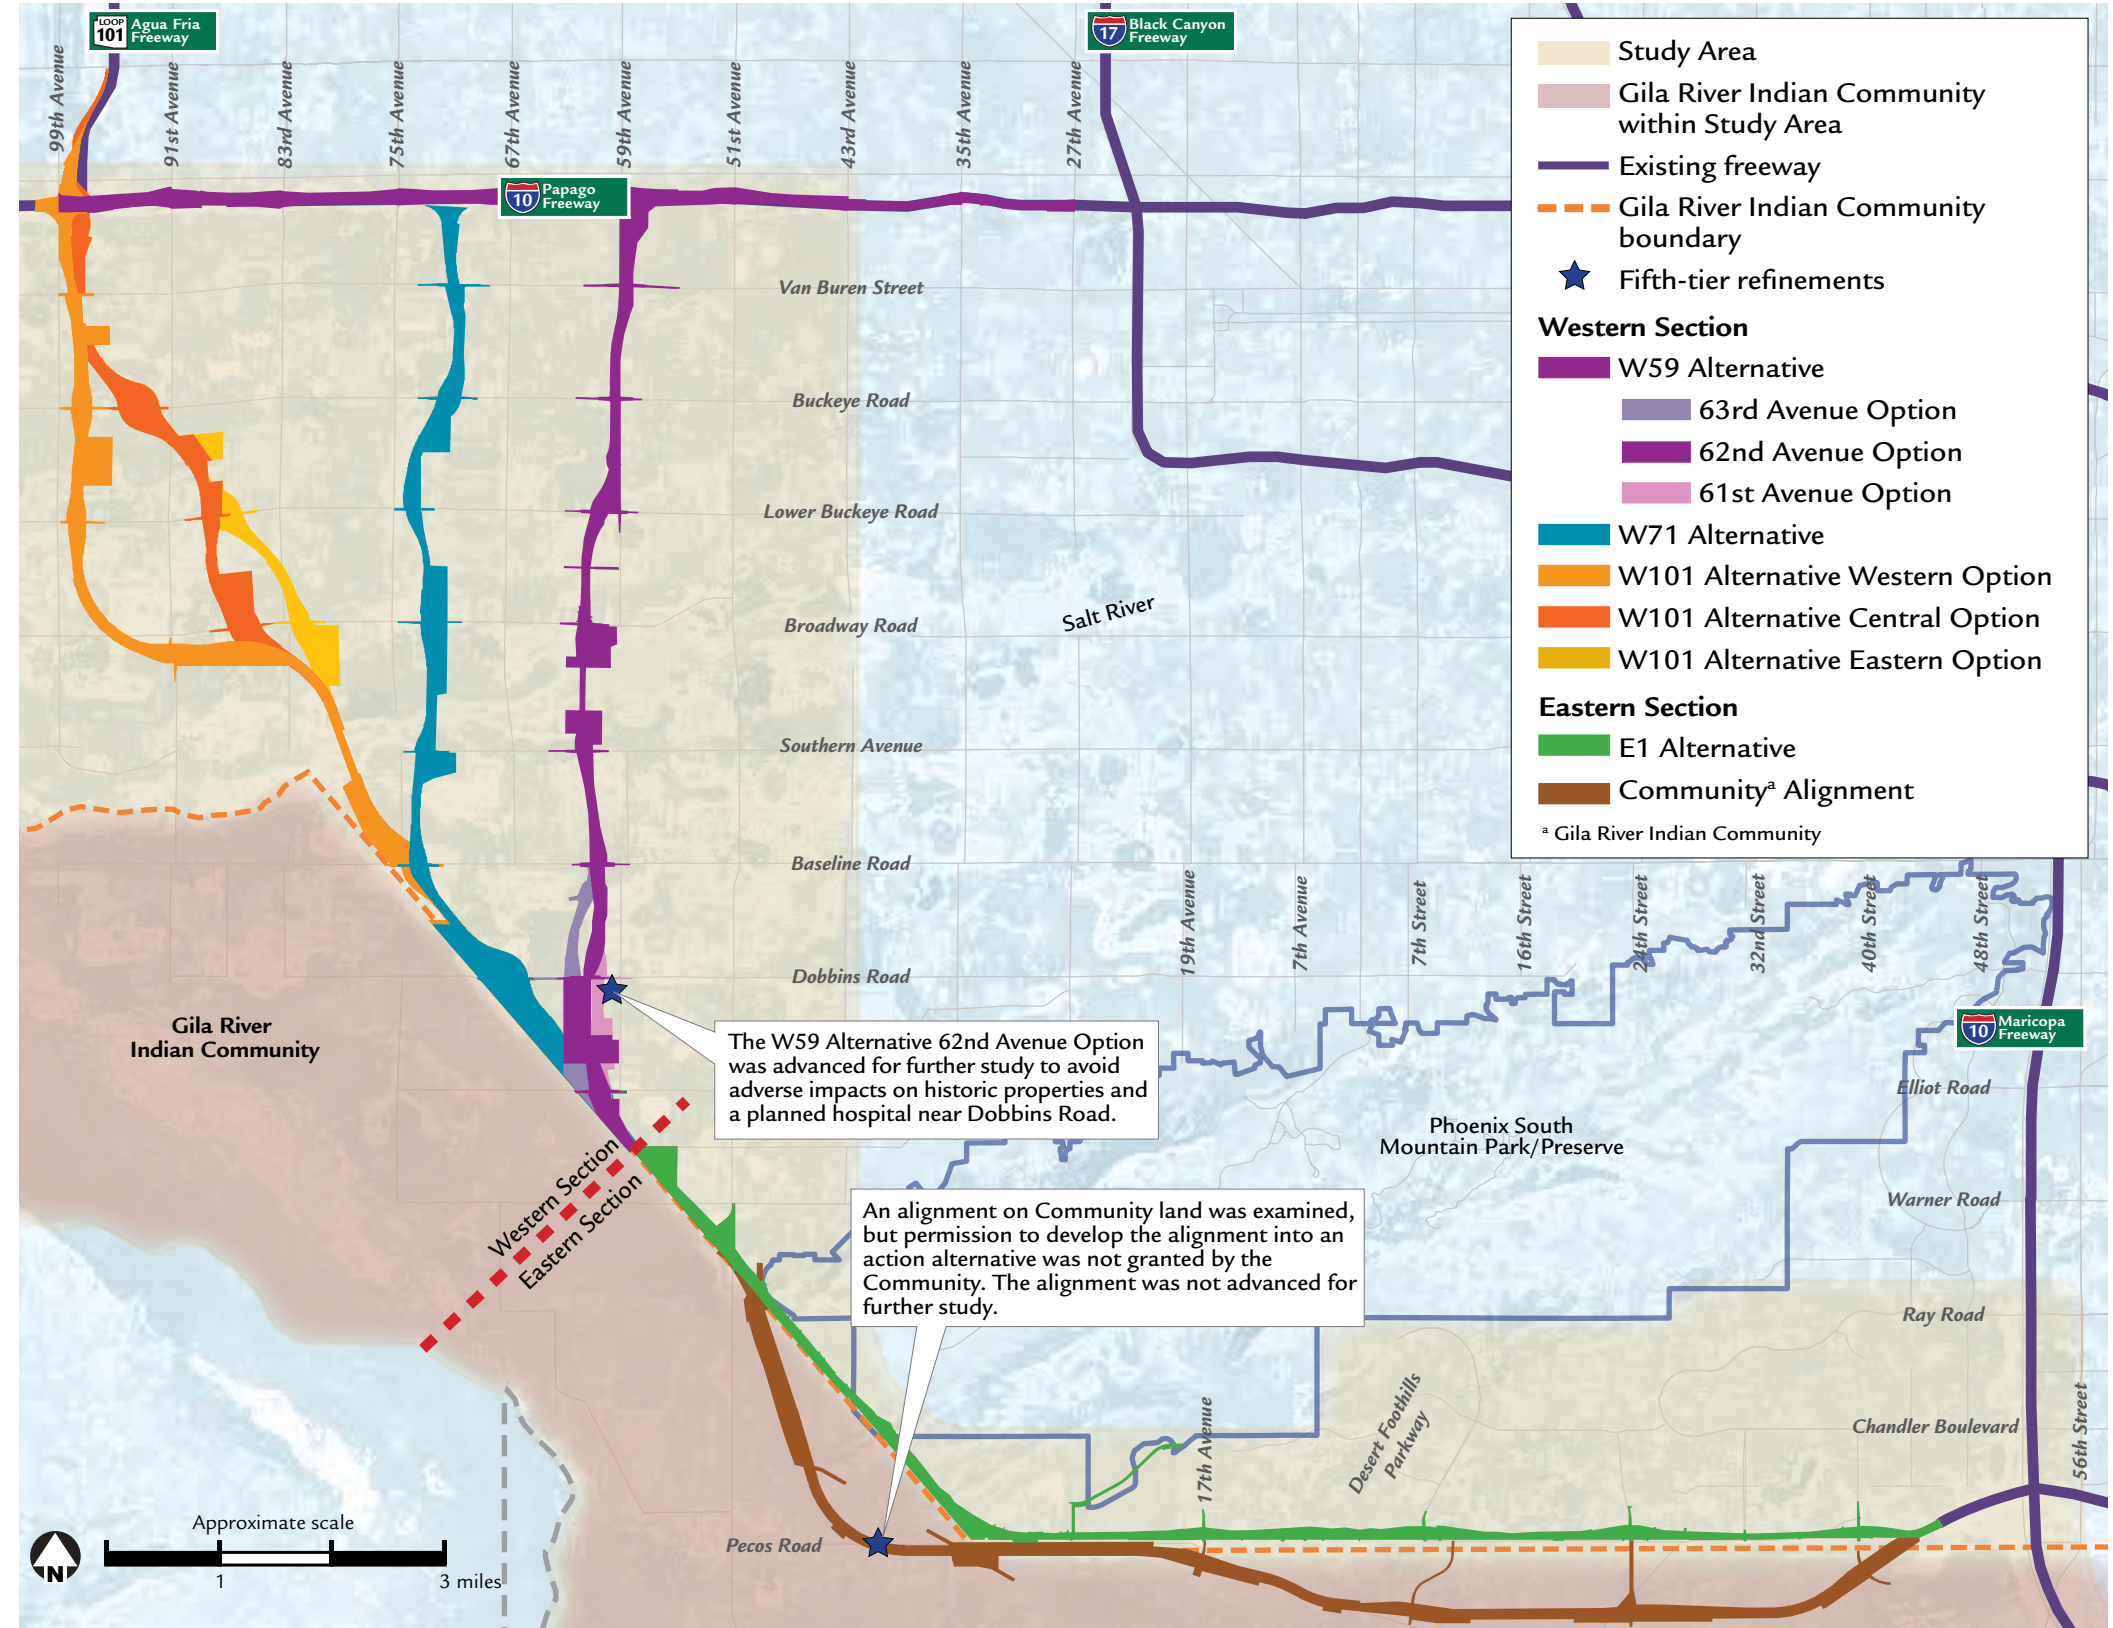 LOOP
101
Agua Fria
Freeway
17
Black Canyon
Freeway
99th Avenue
91st Avenue
83rd Avenue
75th Avenue
67th Avenue
59th Avenue
51st Avenue
43rd Avenue
35th Avenue
27th Avenue
10
Papago
Freeway
Study Area
Gila River Indian Community
within Study Area
Existing freeway
Gila River Indian Community
boundary
Fifth-tier refinements
Western Section
W59 Alternative
63rd Avenue Option
62nd Avenue Option
61st Avenue Option
W71 Alternative
W101 Alternative Western Option
W101 Alternative Central Option
W101 Alternative Eastern Option
Eastern Section
E1 Alternative
Communityª Alignment
ª Gila River Indian Community
Van Buren Street
Buckeye Road
Lower Buckeye Road
Broadway Road
Salt River
Southern Avenue
Baseline Road
Dobbins Road
19th Avenue
7th Avenue
7th Street
16th Street
24th Street
32nd Street
40th Street
48th Street
Gila River
Indian Community
The W59 Alternative 62nd Avenue Option
was advanced for further study to avoid
adverse impacts on historic properties and
a planned hospital near Dobbins Road.
10
Maricopa
Freeway
Elliot Road
Phoenix South
Mountain Park/Preserve
Western Section
Eastern Section
Warner Road
An alignment on Community land was examined,
but permission to develop the alignment into an
action alternative was not granted by the
Community. The alignment was not advanced for
further study.
Ray Road
Desert Foothills
Parkway
17th Avenue
Chandler Boulevard
56th Street
Pecos Road
Approximate scale
1
3 miles
N